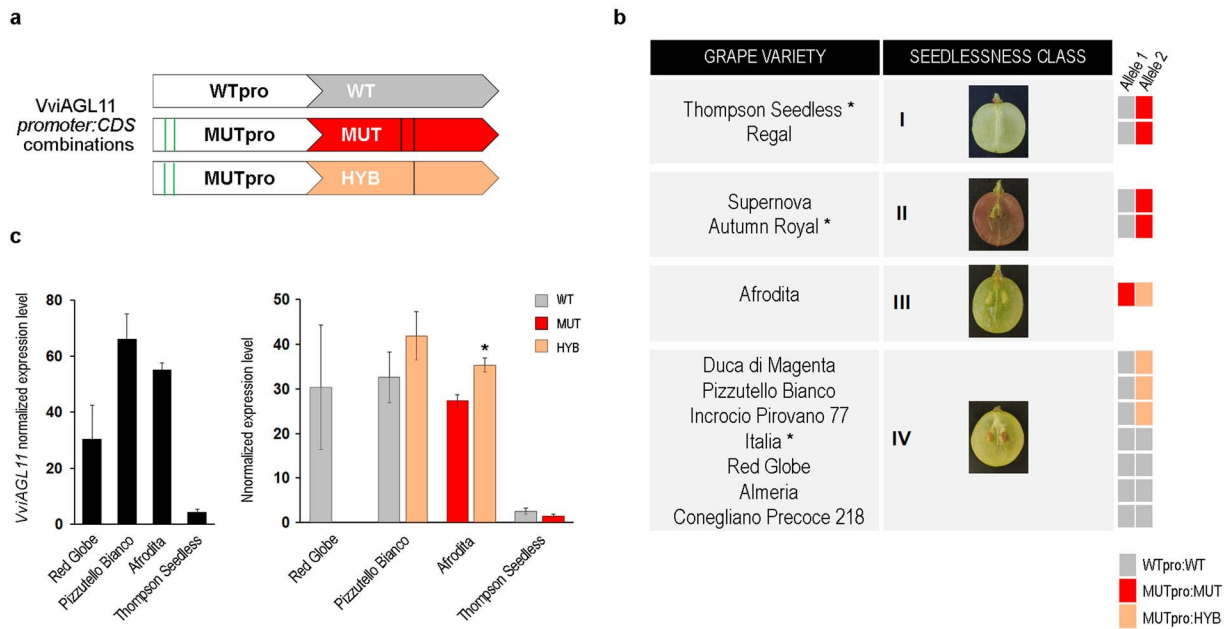 a
VviAGL11
promoter:CDS
combinations
WTpro
WT
MUTpro
MUT
MUTpro
HYB
b
GRAPE VARIETY
SEEDLESSNESS CLASS
Allele 1
Allele 2
Thompson Seedless *
Regal
I
Supernova
Autumn Royal *
II
Afrodita
III
Duca di Magenta
Pizzutello Bianco
Incrocio Pirovano 77
Italia *
Red Globe
Almeria
Conegliano Precoce 218
IV
WTpro:WT
MUTpro:MUT
MUTpro:HYB
c
VviAGL11 normalized expression level
80
60
40
20
0
Red Globe
Pizzutello Bianco
Afrodita
Thompson Seedless
Nnormalized expression level
50
40
30
20
10
0
WT
MUT
HYB
*
Red Globe
Pizzutello Bianco
Afrodita
Thompson Seedless